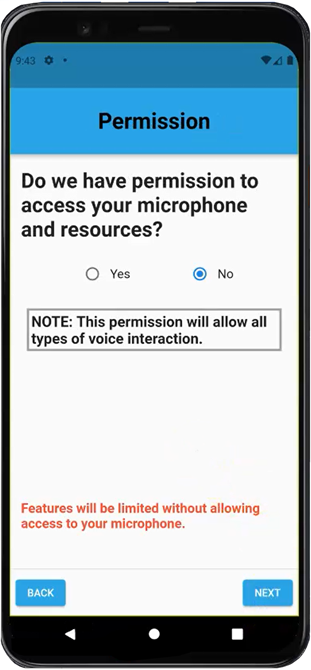 9:43
Permission
Do we have permission to
access your microphone
and resources?
Yes
No
NOTE: This permission will allow all
types of voice interaction.
Features will be limited without allowing
access to your microphone.
BACK
NEXT